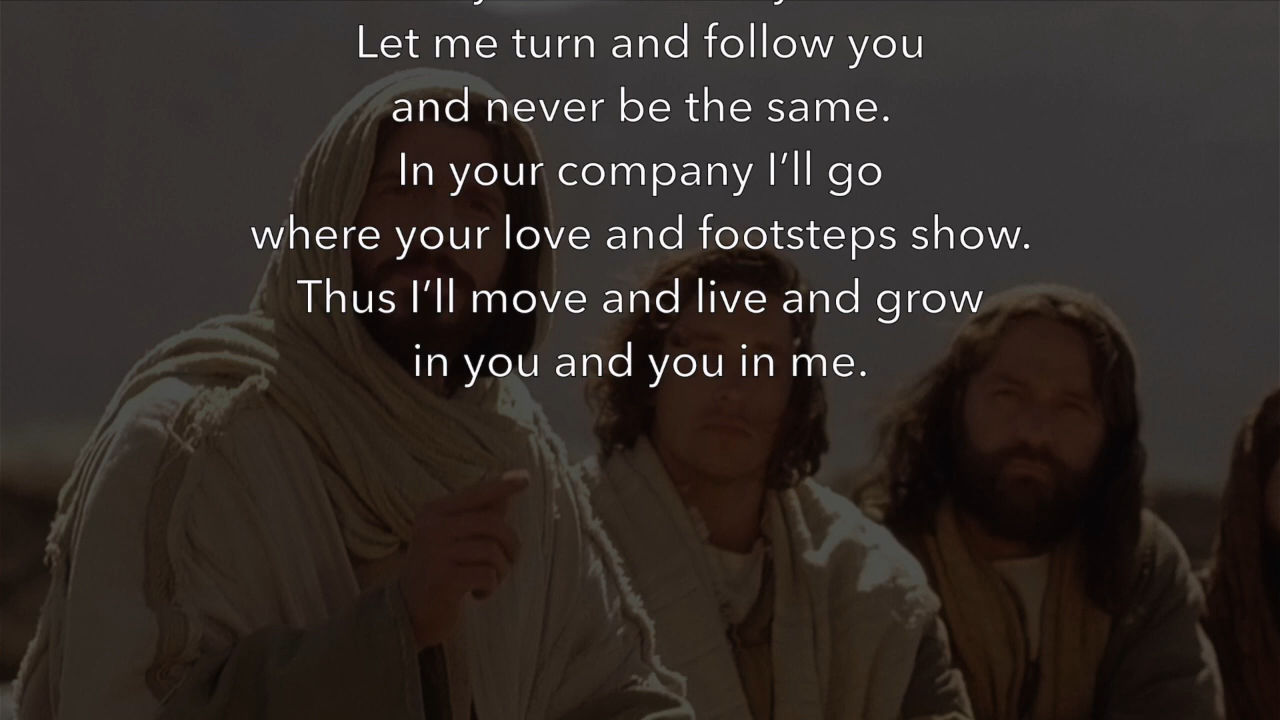 Let me turn and follow you
and never be the same.
In your company I’ll go
where your love and footsteps show.
Thus I’ll move and live and grow
in you and you in me.